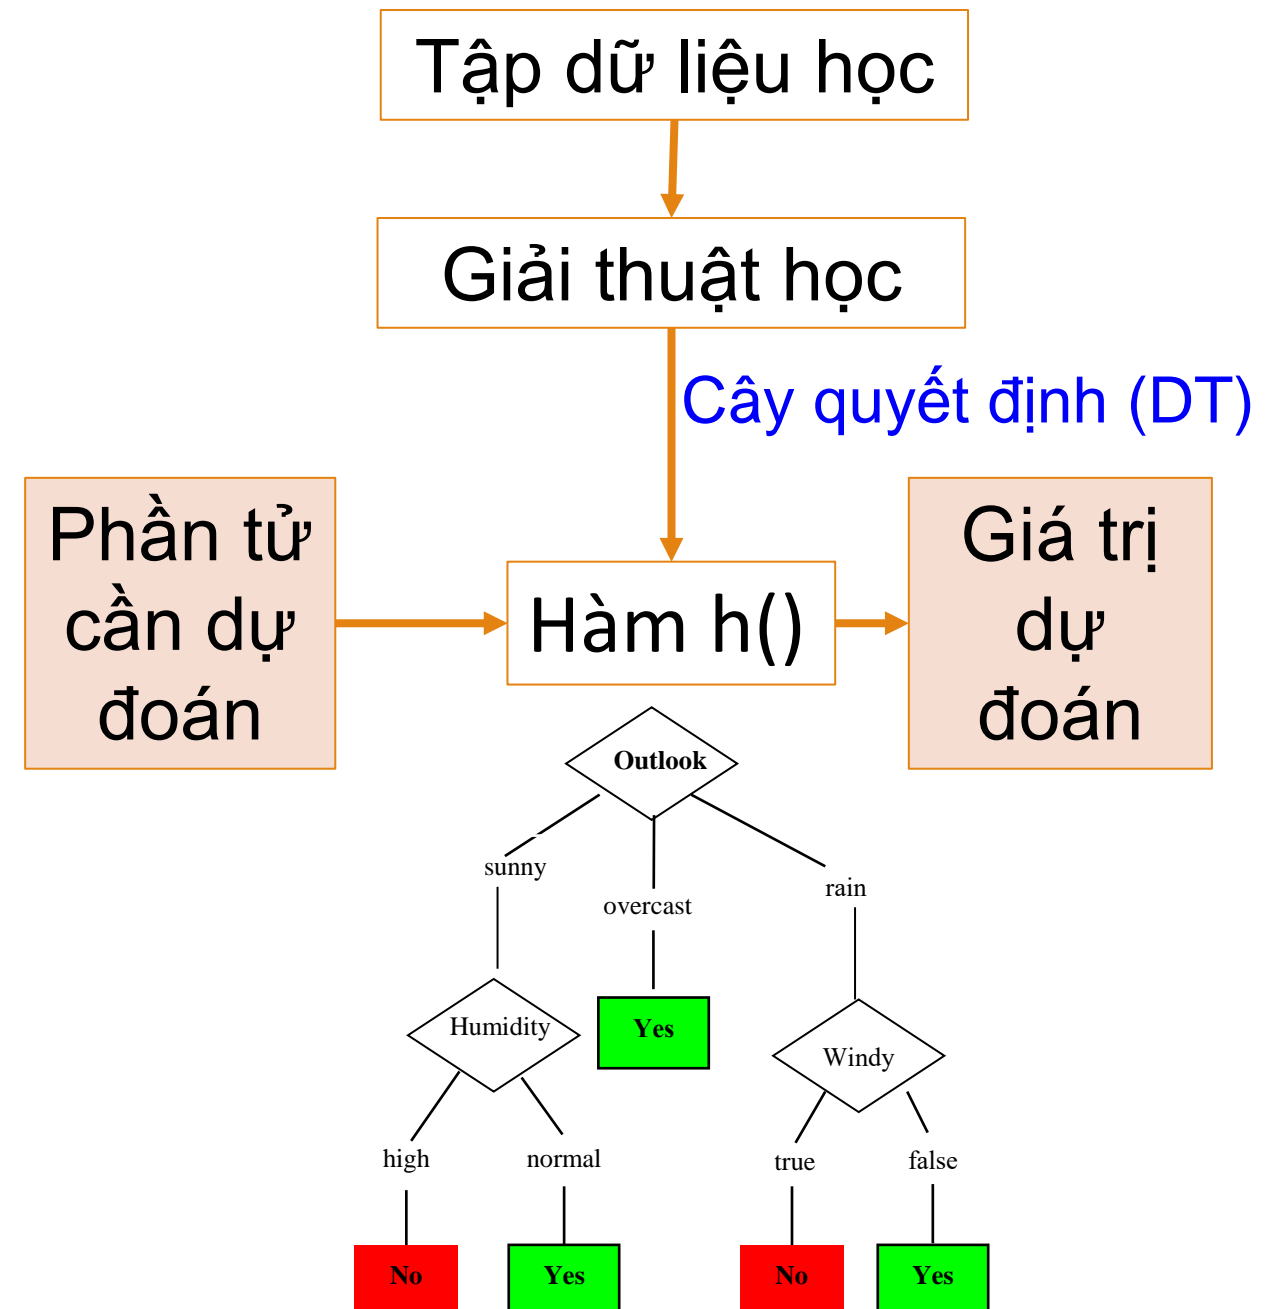 Tập dữ liệu học
Giải thuật học
Cây quyết định (DT)
Phần tử
cần dự
đoán
Hàm h()
Giá trị
dự
đoán
Outlook
sunny
overcast
rain
Humidity
Yes
Windy
high
normal
true
false
No
Yes
No
Yes